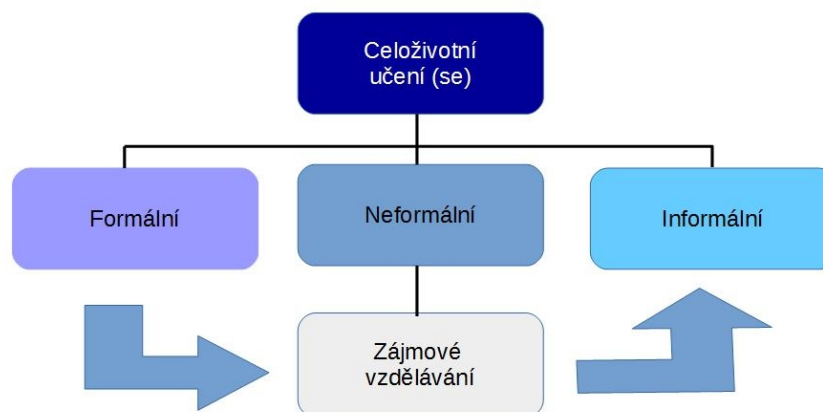 Celoživotní
učení (se)
Formální
Neformální
Informální
Zájmové
vzdělávání